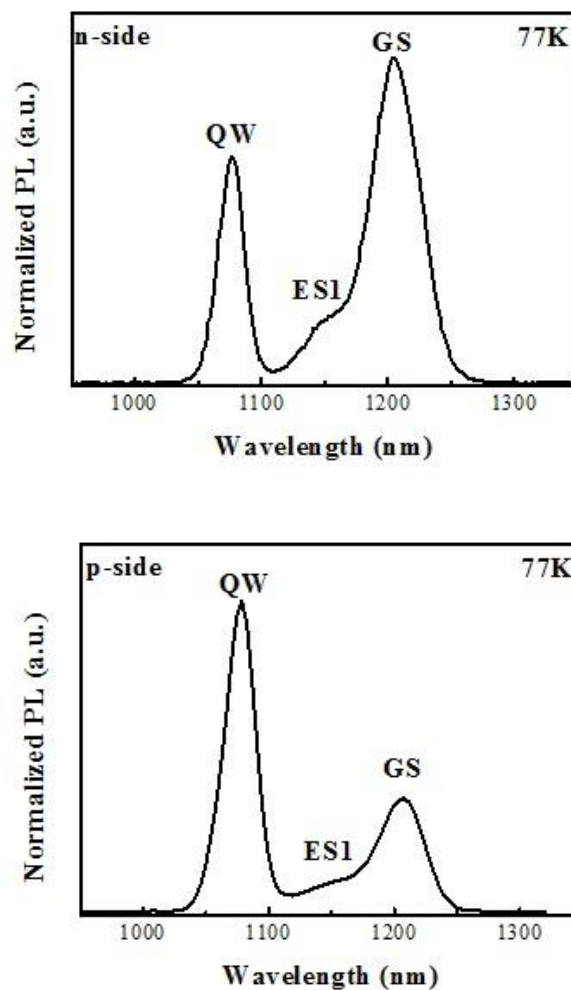 n-side GS 77K
QW
ES1
Normalized PL (a.u.)
1000 1100 1200 1300
Wavelength (nm)
p-side QW 77K
GS
ES1
Normalized PL (a.u.)
1000 1100 1200 1300
Wavelength (nm)